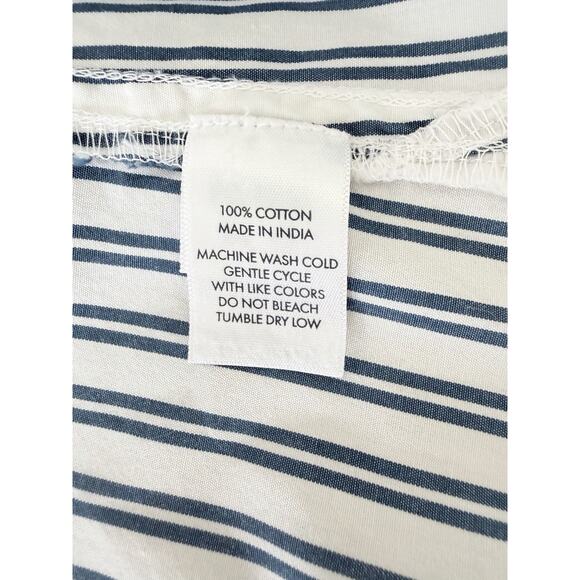 100% COTTON
MADE IN INDIA
MACHINE WASH COLD
GENTLE CYCLE
WITH LIKE COLORS
DO NOT BLEACH
TUMBLE DRY LOW